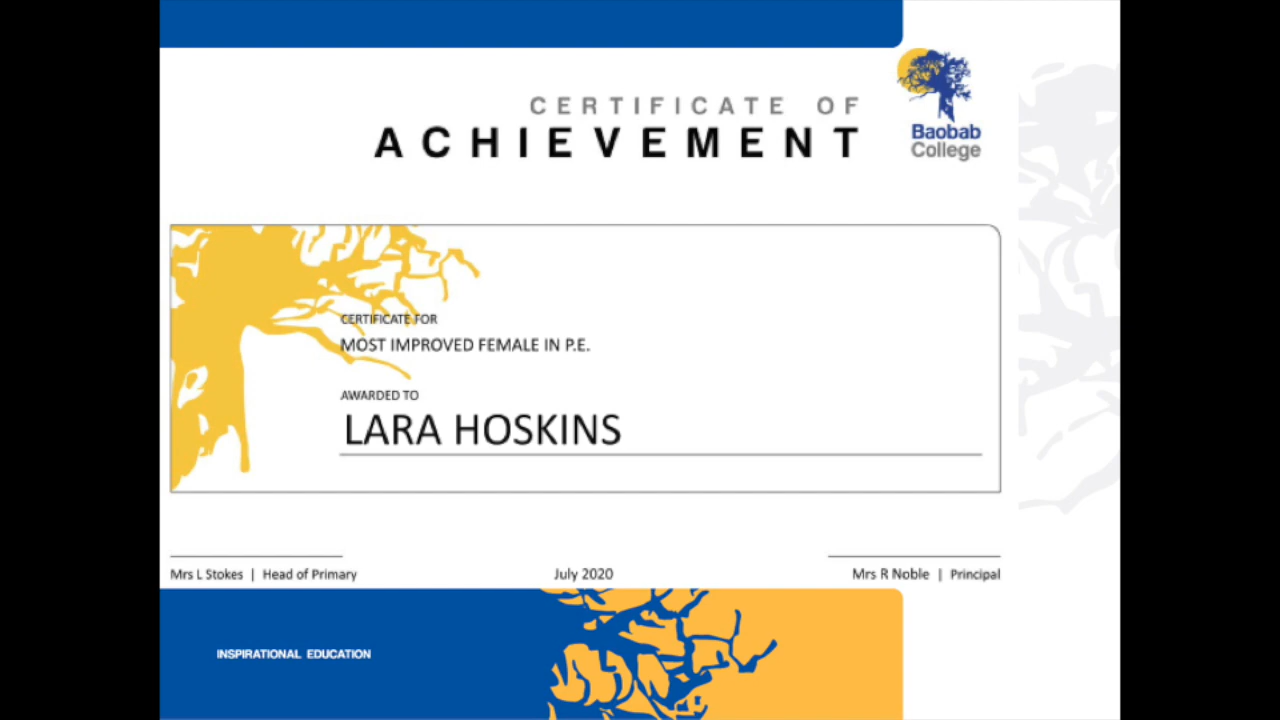 CERTIFICATE OF
ACHIEVEMENT
Baobab
College
CERTIFICATE FOR
MOST IMPROVED FEMALE IN P.E.
AWARDED TO
LARA HOSKINS
Mrs L Stokes | Head of Primary
July 2020
Mrs R Noble | Principal
INSPIRATIONAL EDUCATION